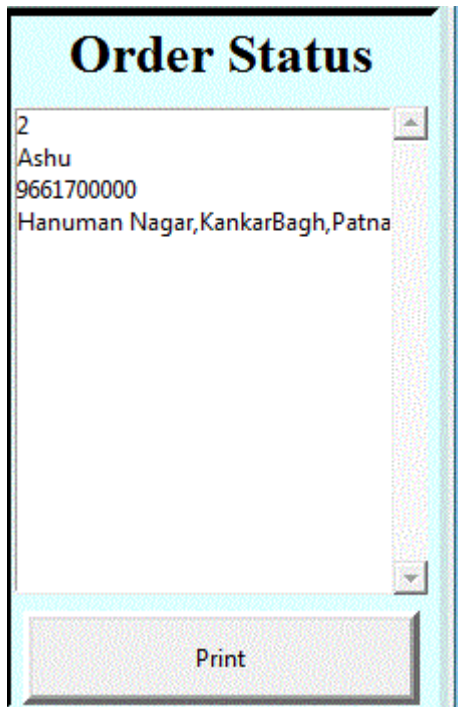 Order Status
2
Ashu
9661700000
Hanuman Nagar,KankarBagh,Patna
Print